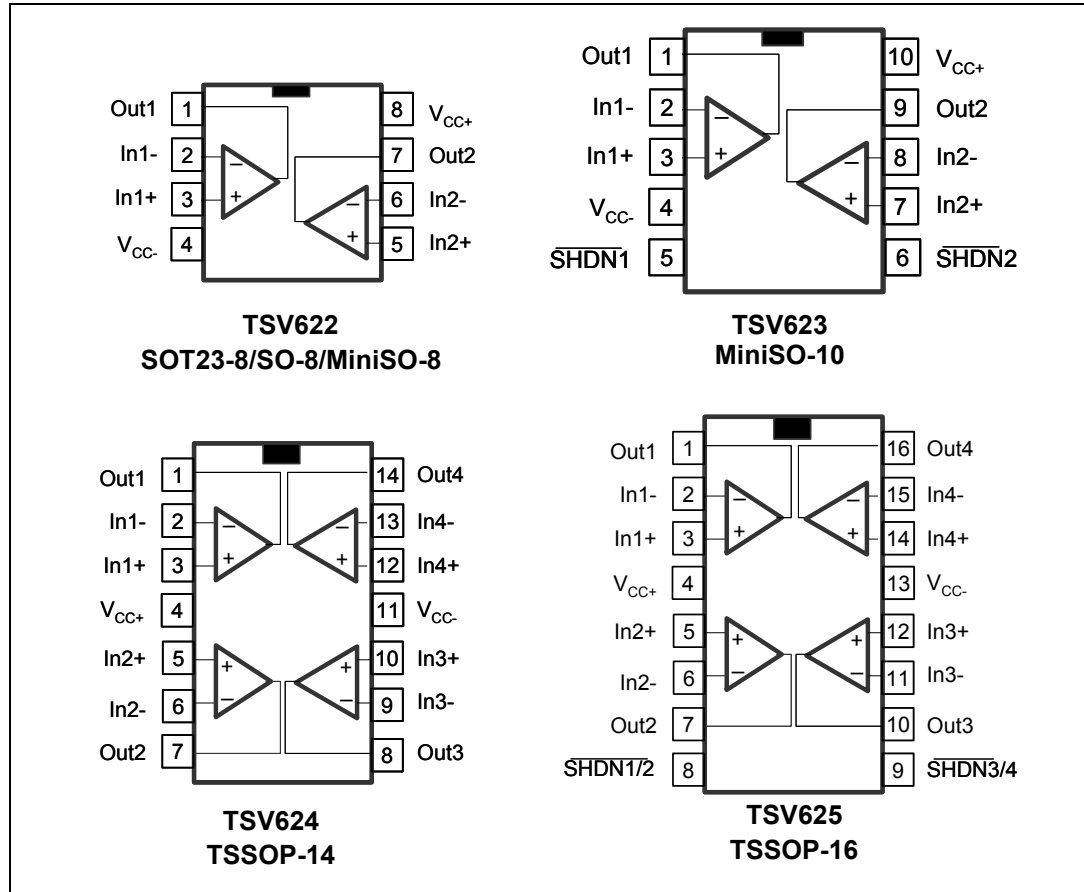 Out1 1 8 VCC+
In1- 2 − 7 Out2
In1+ 3 + − 6 In2-
VCC- 4 + 5 In2+
TSV622
SOT23-8/SO-8/MiniSO-8
Out1 1 10 VCC+
In1- 2 − 9 Out2
In1+ 3 + − 8 In2-
VCC- 4 + 7 In2+
SHDN1 5 6 SHDN2
TSV623
MiniSO-10
Out1 1 14 Out4
In1- 2 − − 13 In4-
In1+ 3 + + 12 In4+
VCC+ 4 11 VCC-
In2+ 5 + + 10 In3+
In2- 6 − − 9 In3-
Out2 7 8 Out3
TSV624
TSSOP-14
Out1 1 16 Out4
In1- 2 − − 15 In4-
In1+ 3 + + 14 In4+
VCC+ 4 13 VCC-
In2+ 5 + + 12 In3+
In2- 6 − − 11 In3-
Out2 7 10 Out3
SHDN1/2 8 9 SHDN3/4
TSV625
TSSOP-16